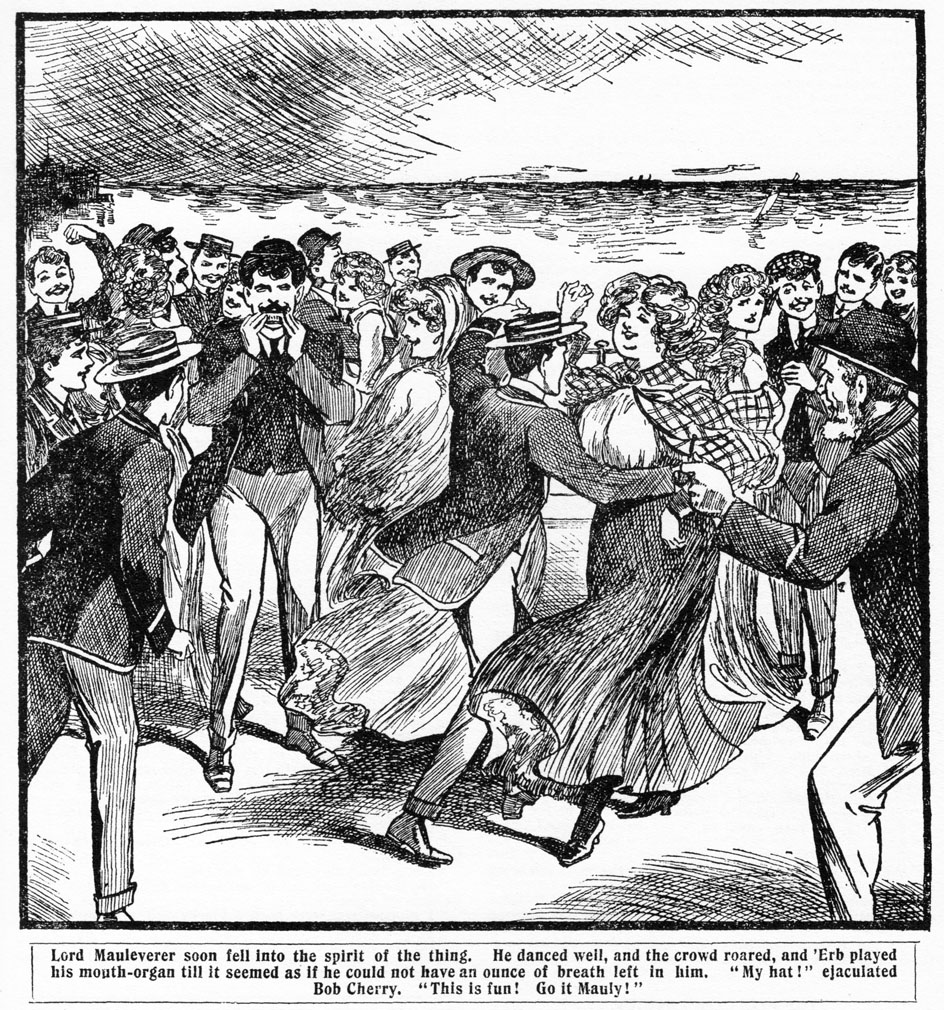 Lord Mauleverer soon fell into the spirit of the thing. He danced well, and the crowd roared, and 'Erb played
his mouth-organ till it seemed as if he could not have an ounce of breath left in him. "My hat!" ejaculated
Bob Cherry. "This is fun! Go it Mauly!"